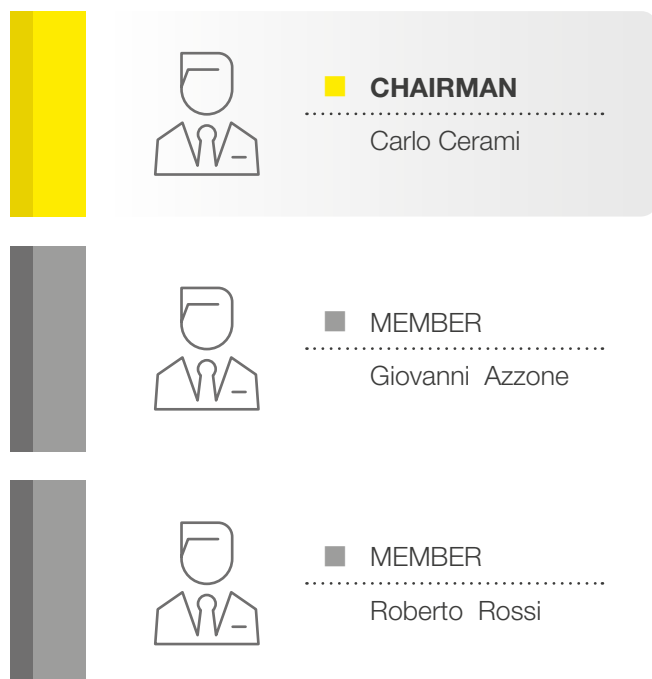 CHAIRMAN
Carlo Cerami
MEMBER
Giovanni Azzone
MEMBER
Roberto Rossi